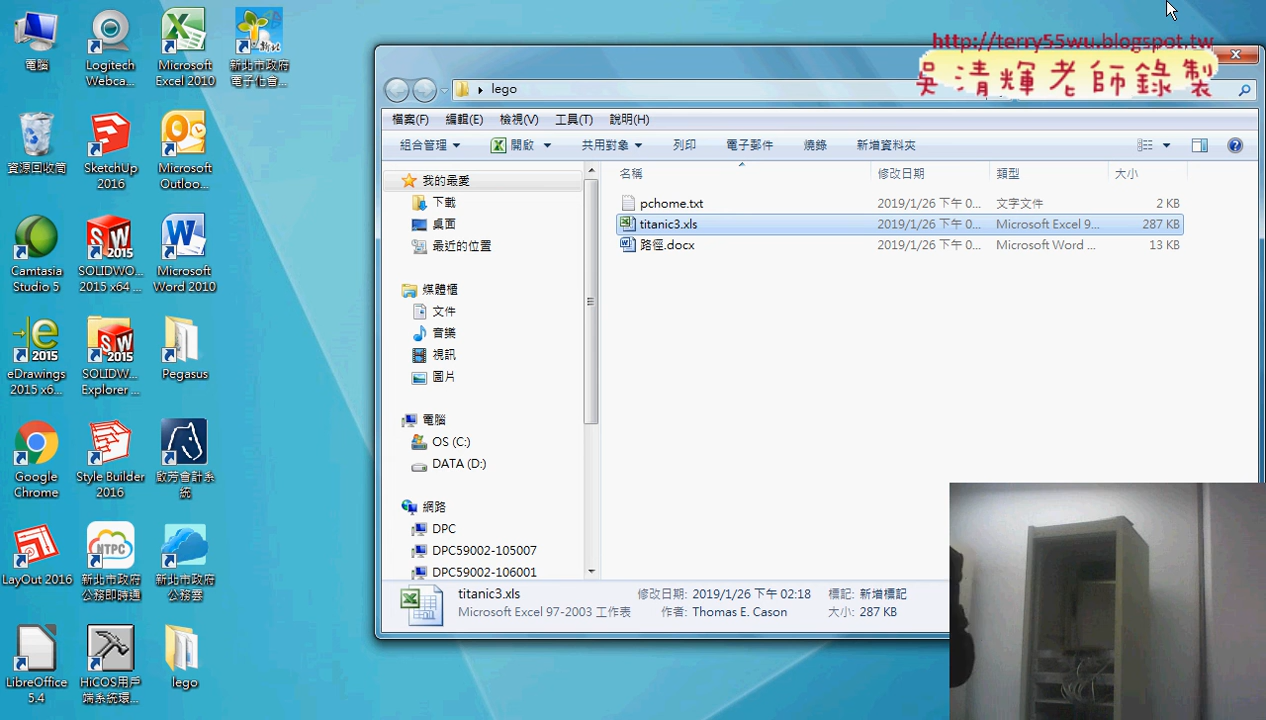 電腦
Logitech Webca...
Microsoft Excel 2010
新北市政府電子化會...
資源回收筒
SketchUp 2016
Microsoft Outloo...
Camtasia Studio 5
SOLIDWO... 2015 x64 ...
Microsoft Word 2010
eDrawings 2015 x6...
SOLIDW... Explorer ...
Pegasus
Google Chrome
Style Builder 2016
啟芳會計系統
LayOut 2016
新北市政府公務即時通
新北市政府公務雲
LibreOffice 5.4
HiCOS用戶端系統環...
lego
http://terry55wu.blogspot.tw
吳清輝老師錄製
lego
檔案(F) 編輯(E) 檢視(V) 工具(T) 說明(H)
組合管理 開啟 共用對象 列印 電子郵件 燒錄 新增資料夾
名稱 修改日期 類型 大小
pchome.txt 2019/1/26 下午 0... 文字文件 2 KB
titanic3.xls 2019/1/26 下午 0... Microsoft Excel 9... 287 KB
路徑.docx 2019/1/26 下午 0... Microsoft Word ... 13 KB
我的最愛
下載
桌面
最近的位置
媒體櫃
文件
音樂
視訊
圖片
電腦
OS (C:)
DATA (D:)
網路
DPC
DPC59002-105007
DPC59002-106001
titanic3.xls 修改日期: 2019/1/26 下午 02:18 標記: 新增標記
Microsoft Excel 97-2003 工作表 作者: Thomas E. Cason 大小: 287 KB